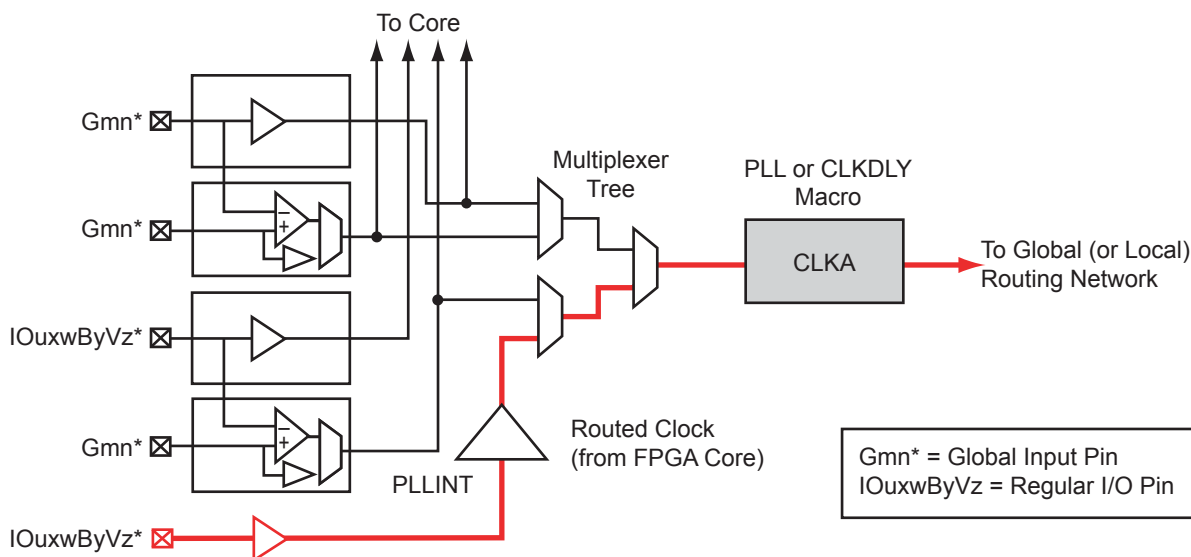 To Core
Gmn*
Multiplexer
Tree
PLL or CLKDLY
Macro
Gmn*
−
+
CLKA
To Global (or Local)
Routing Network
IOuxwByVz*
Gmn*
−
+
Routed Clock
(from FPGA Core)
PLLINT
Gmn* = Global Input Pin
IOuxwByVz = Regular I/O Pin
IOuxwByVz*